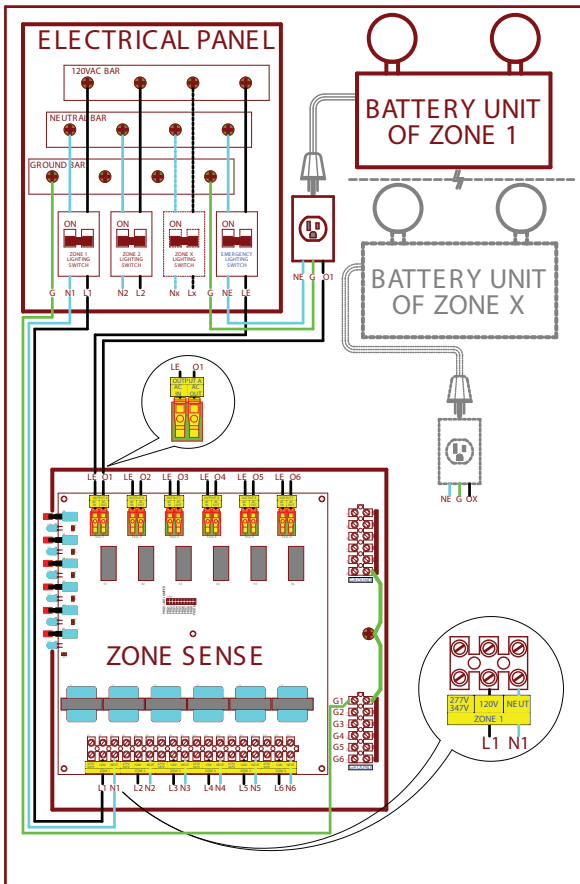 ELECTRICAL PANEL
120VAC BAR
NEUTRAL BAR
GROUND BAR
ON
ZONE 1
LIGHTING
SWITCH
ON
ZONE 2
LIGHTING
SWITCH
ON
ZONE X
LIGHTING
SWITCH
ON
EMERGENCY
LIGHTING
SWITCH
G N1 L1 N2 L2 Nx Lx G NE LE
BATTERY UNIT
OF ZONE 1
NE G O1
BATTERY UNIT
OF ZONE X
NE G OX
LE O1
OUTPUT A
AC IN
AC OUT
LE O1 LE O2 LE O3 LE O4 LE O5 LE O6
GROUND
ZONE SENSE
G1
G2
G3
G4
G5
G6
GROUND
L1 N1 L2 N2 L3 N3 L4 N4 L5 N5 L6 N6
277V
347V
120V
NEUT
ZONE 1
L1 N1